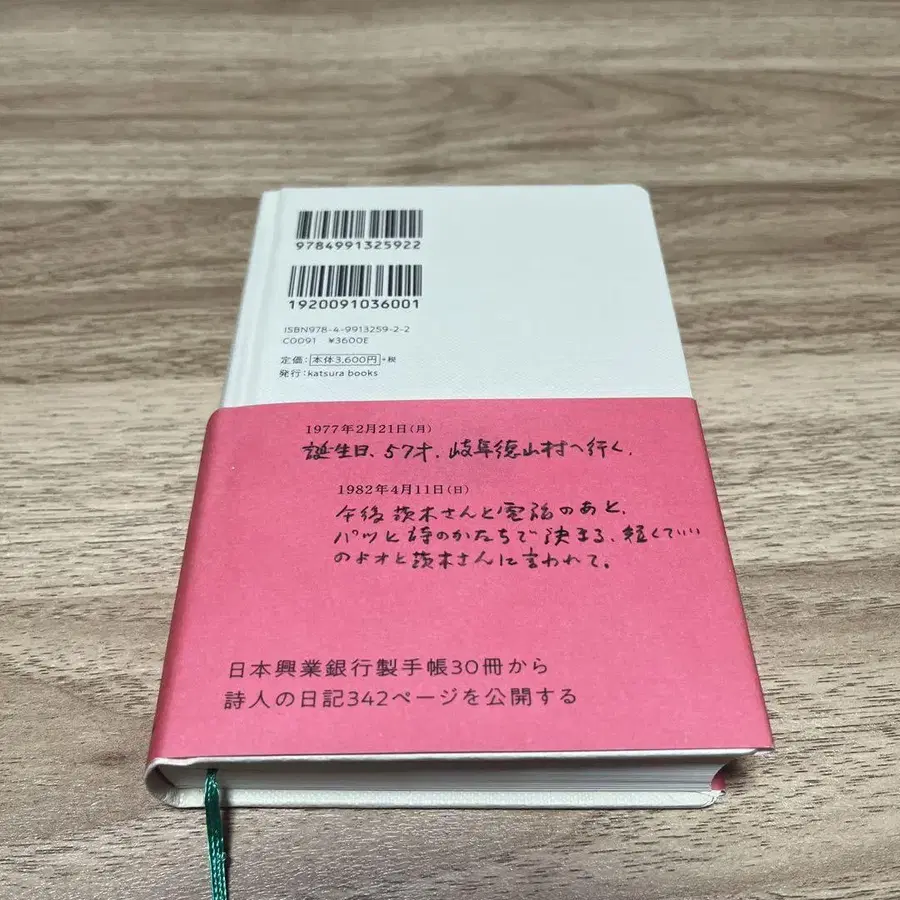 9784991325922
1920091036001
ISBN978-4-9913259-2-2
C0091 ¥3600E
定価：本体3,600円+税
発行：katsura books
1977年2月21日(月)
誕生日、57才、岐阜徳山村へ行く、
1982年4月11日(日)
午後茨木さんと電話のあと、
パッと詩のかたちで決まる、短くていい
のよオと茨木さんに言われて。
日本興業銀行製手帳30冊から
詩人の日記342ページを公開する